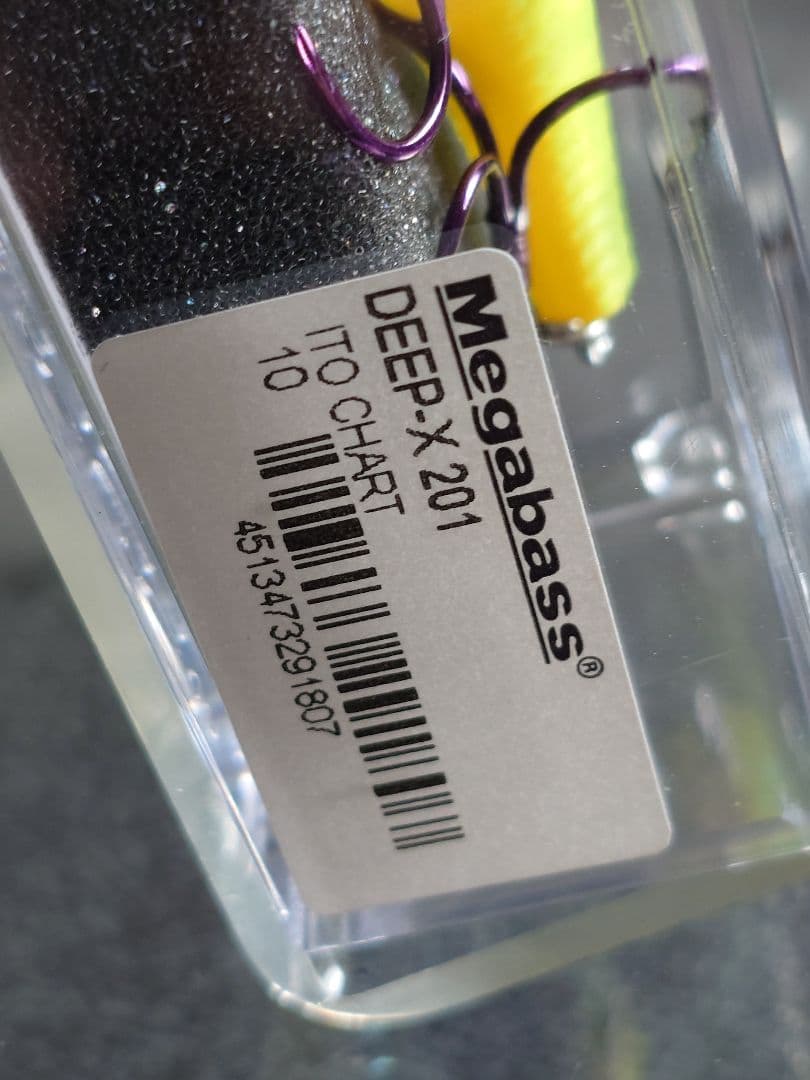 Megabass®
DEEP-X 201
ITO CHART
10
4513473291807